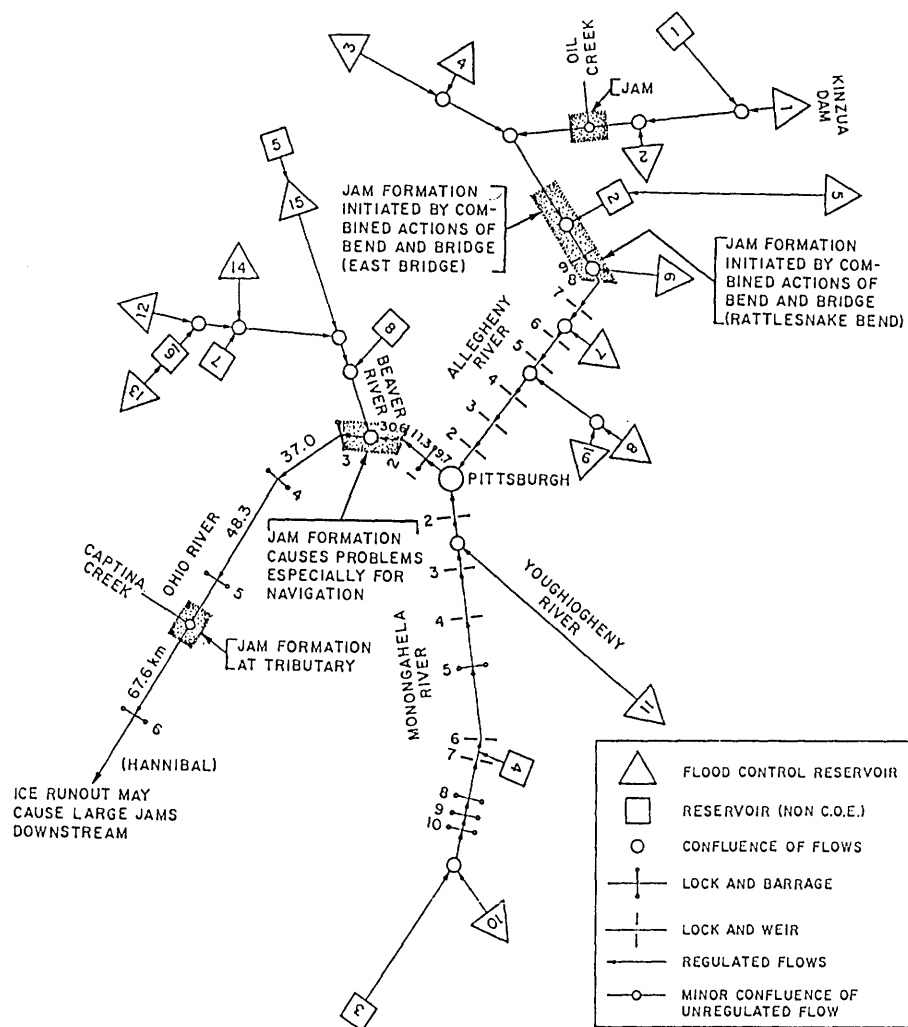 3
4
OIL
CREEK
JAM
1
1
KINZUA
DAM
2
5
15
JAM FORMATION
INITIATED BY COM-
BINED ACTIONS OF
BEND AND BRIDGE
(EAST BRIDGE)
2
5
9
8
6
JAM FORMATION
INITIATED BY COM-
BINED ACTIONS OF
BEND AND BRIDGE
(RATTLESNAKE BEND)
14
12
13
6
7
8
BEAVER
RIVER
ALLEGHENY
RIVER
7
6
5
4
3
2
7
8
9
37.0
3
30.6
2
11.3
1
9.7
PITTSBURGH
4
48.3
OHIO RIVER
5
CAPTINA
CREEK
JAM FORMATION
CAUSES PROBLEMS
ESPECIALLY FOR
NAVIGATION
JAM FORMATION
AT TRIBUTARY
67.6 km
6
(HANNIBAL)
ICE RUNOUT MAY
CAUSE LARGE JAMS
DOWNSTREAM
2
3
4
5
6
7
8
9
10
MONONGAHELA
RIVER
YOUGHIOGHENY
RIVER
11
4
10
3
FLOOD CONTROL RESERVOIR
RESERVOIR (NON C.O.E.)
CONFLUENCE OF FLOWS
LOCK AND BARRAGE
LOCK AND WEIR
REGULATED FLOWS
MINOR CONFLUENCE OF
UNREGULATED FLOW